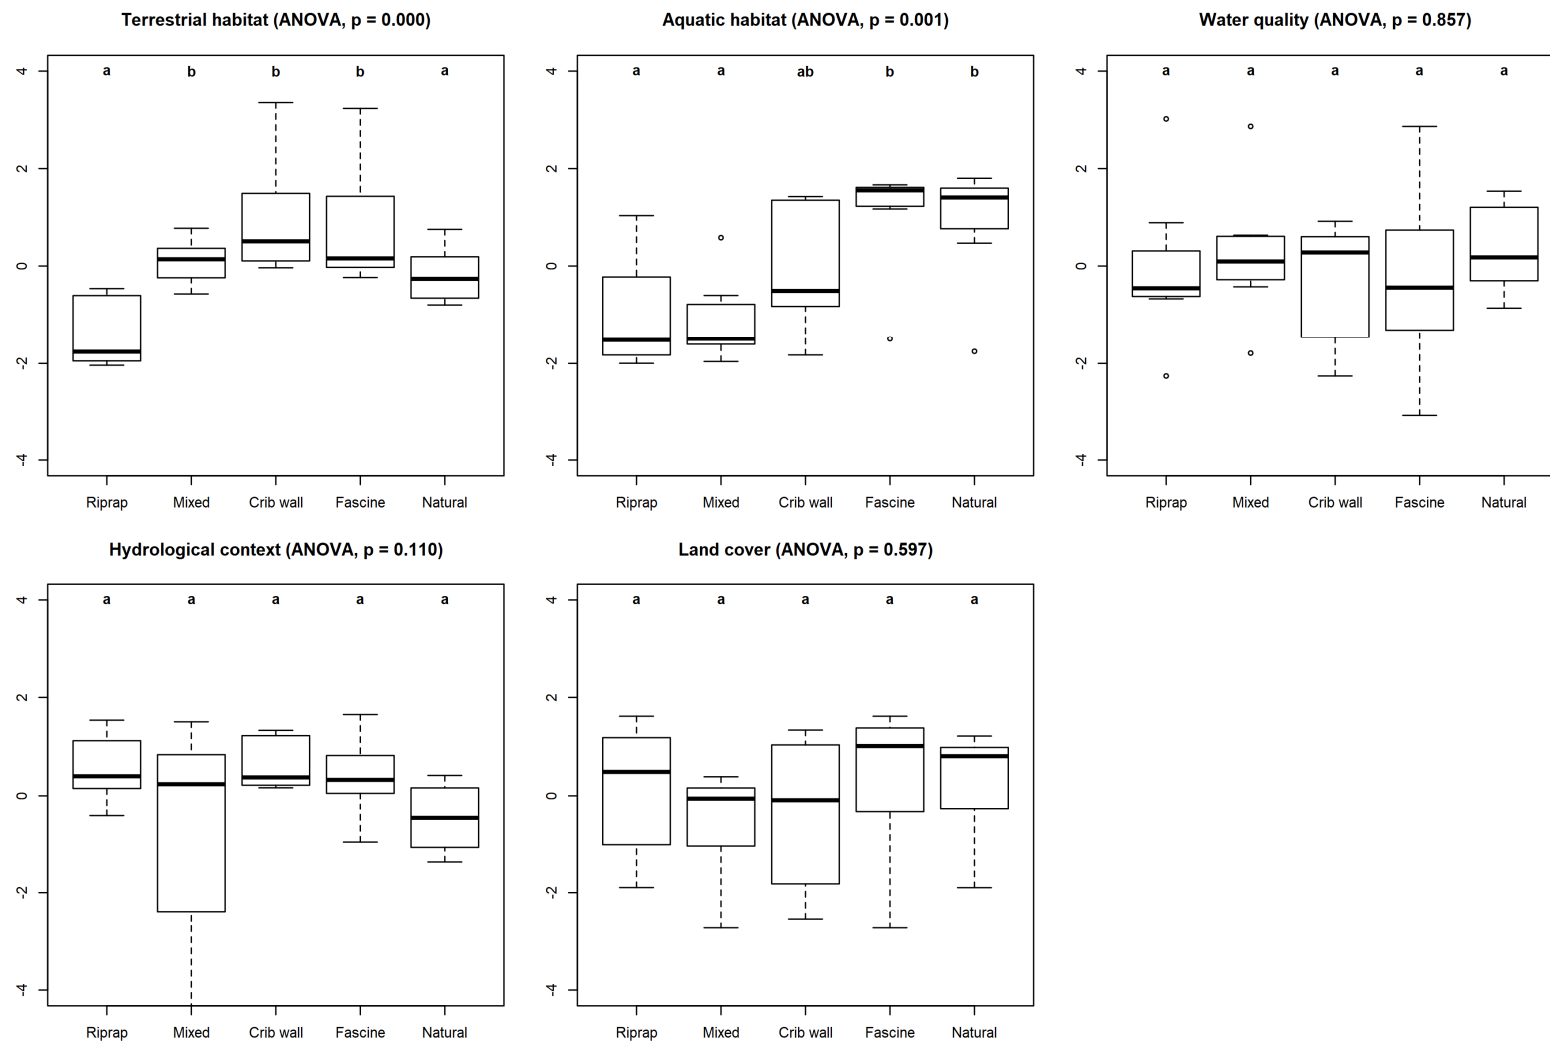 Terrestrial habitat (ANOVA, p = 0.000)
a b b b a
4
2
0
-2
-4
Riprap Mixed Crib wall Fascine Natural
Aquatic habitat (ANOVA, p = 0.001)
a a ab b b
4
2
0
-2
-4
Riprap Mixed Crib wall Fascine Natural
Water quality (ANOVA, p = 0.857)
a a a a a
4
2
0
-2
-4
Riprap Mixed Crib wall Fascine Natural
Hydrological context (ANOVA, p = 0.110)
a a a a a
4
2
0
-2
-4
Riprap Mixed Crib wall Fascine Natural
Land cover (ANOVA, p = 0.597)
a a a a a
4
2
0
-2
-4
Riprap Mixed Crib wall Fascine Natural